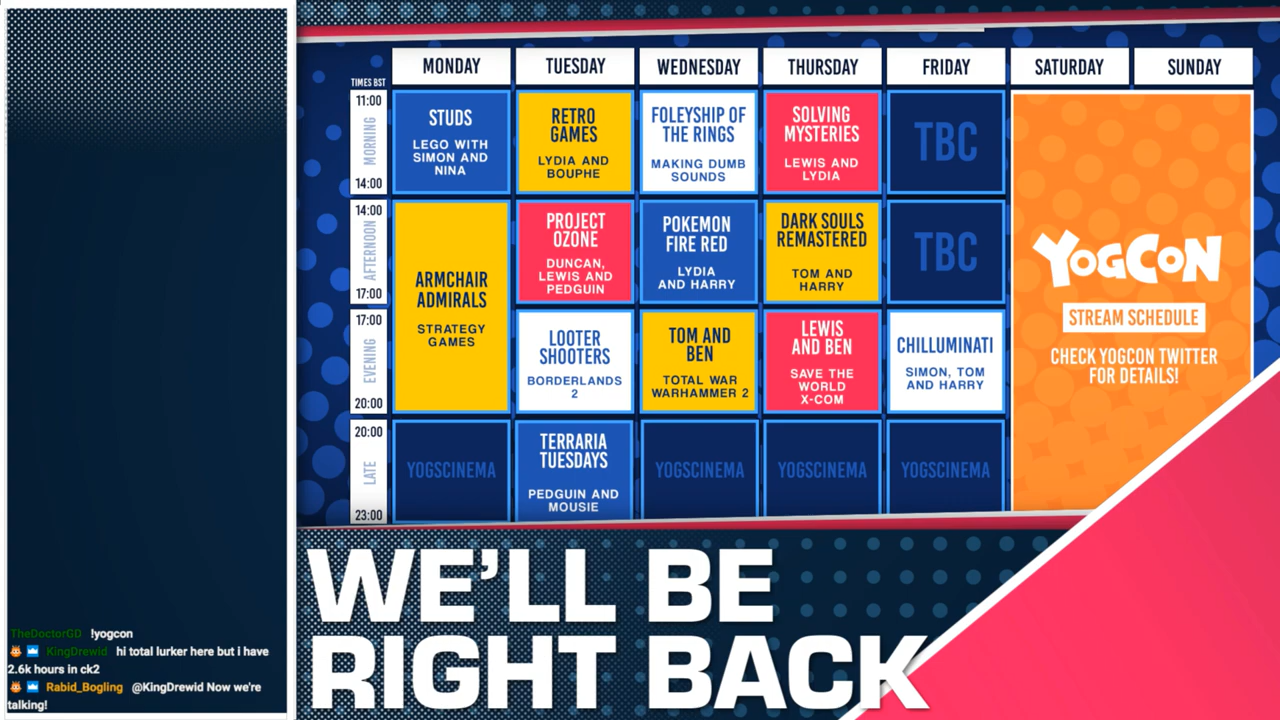 MONDAY
TUESDAY
WEDNESDAY
THURSDAY
FRIDAY
SATURDAY
SUNDAY
TIMES BST
11:00
MORNING
14:00
STUDS
LEGO WITH
SIMON AND
NINA
RETRO
GAMES
LYDIA AND
BOUPHE
FOLEYSHIP OF
THE RINGS
MAKING DUMB
SOUNDS
SOLVING
MYSTERIES
LEWIS AND
LYDIA
TBC
14:00
AFTERNOON
17:00
ARMCHAIR
ADMIRALS
STRATEGY
GAMES
PROJECT
OZONE
DUNCAN,
LEWIS AND
PEDGUIN
POKEMON
FIRE RED
LYDIA
AND HARRY
DARK SOULS
REMASTERED
TOM AND
HARRY
TBC
YOGCON
STREAM SCHEDULE
CHECK YOGCON TWITTER
FOR DETAILS!
17:00
EVENING
20:00
LOOTER
SHOOTERS
BORDERLANDS
2
TOM AND
BEN
TOTAL WAR
WARHAMMER 2
LEWIS
AND BEN
SAVE THE
WORLD
X-COM
CHILLUMINATI
SIMON, TOM
AND HARRY
20:00
LATE
23:00
YOGSCINEMA
TERRARIA
TUESDAYS
PEDGUIN AND
MOUSIE
YOGSCINEMA
YOGSCINEMA
YOGSCINEMA
WE'LL BE
RIGHT BACK
TheDoctorGD !yogcon
KingDrewid hi total lurker here but i have
2.6k hours in ck2
Rabid_Bogling @KingDrewid Now we're
talking!